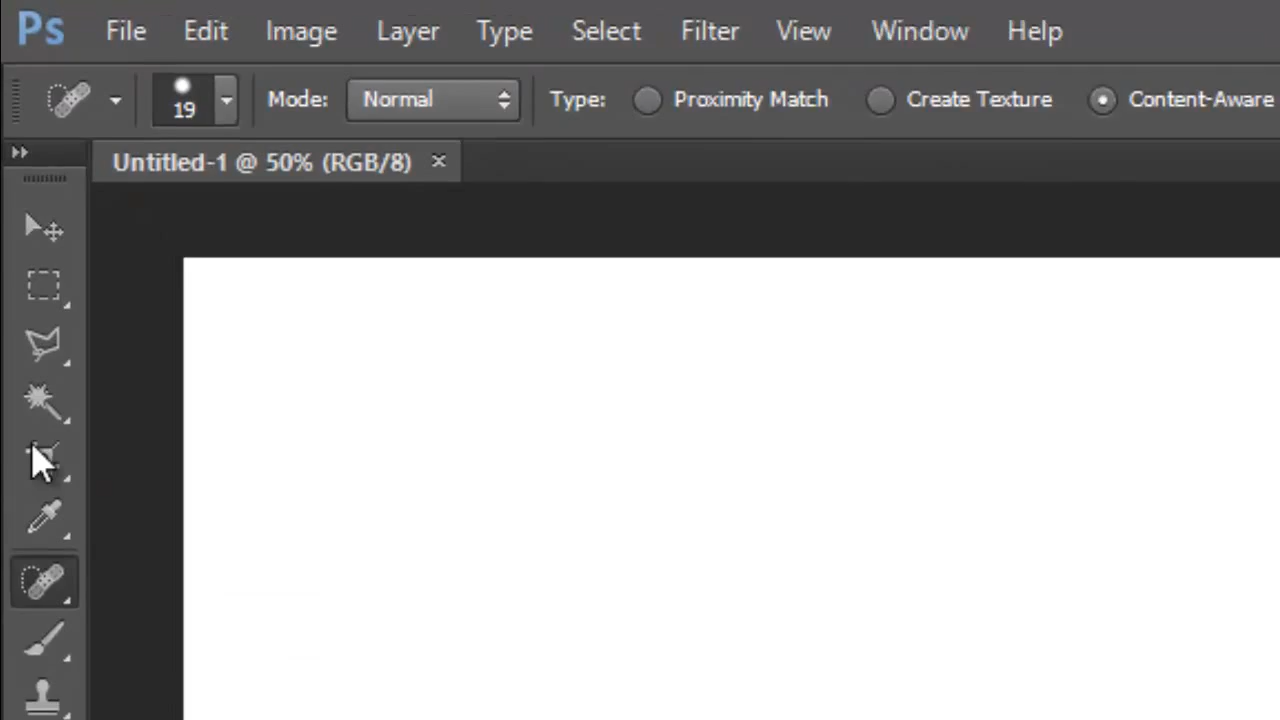 Ps File Edit Image Layer Type Select Filter View Window Help
19 Mode: Normal Type: Proximity Match Create Texture Content-Aware
Untitled-1 @ 50% (RGB/8) ×